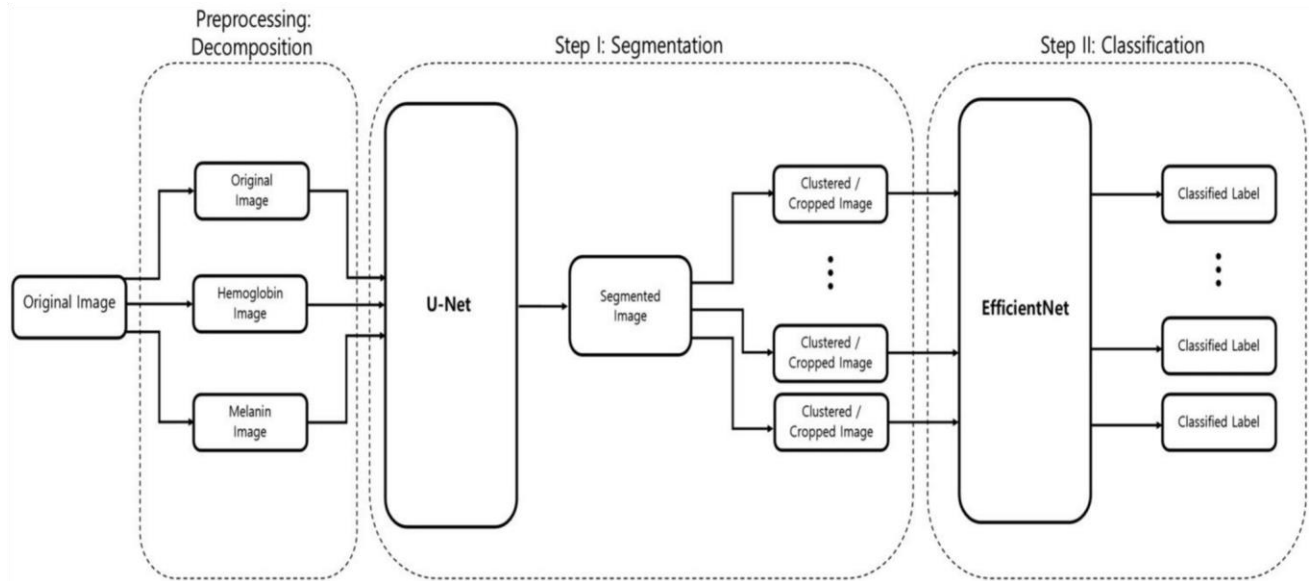 Preprocessing:
Decomposition
Step I: Segmentation
Step II: Classification
Original Image
Original
Image
Hemoglobin
Image
Melanin
Image
U-Net
Segmented
Image
Clustered /
Cropped Image
Clustered /
Cropped Image
Clustered /
Cropped Image
EfficientNet
Classified Label
Classified Label
Classified Label